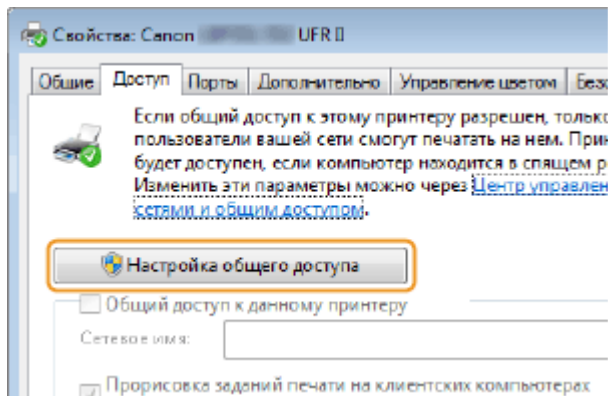 Свойства: Canon UFR II
Общие Доступ Порты Дополнительно Управление цветом Безо
Если общий доступ к этому принтеру разрешен, только
пользователи вашей сети смогут печатать на нем. Прин
будет доступен, если компьютер находится в спящем р
Изменить эти параметры можно через Центр управлен
сетями и общим доступом.
Настройка общего доступа
Общий доступ к данному принтеру
Сетевое имя:
Прорисовка заданий печати на клиентских компьютерах